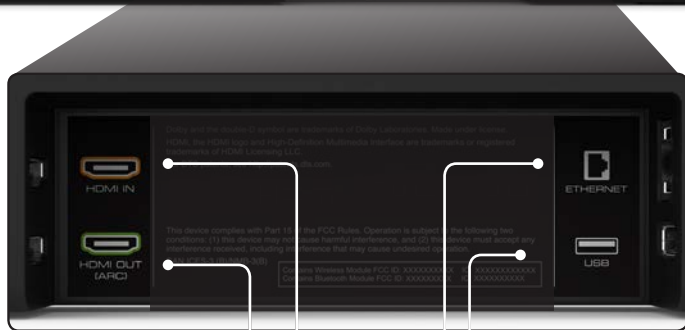 Dolby and the double-D symbol are trademarks of Dolby Laboratories. Made under license.
HDMI, the HDMI logo and High Definition Multimedia Interface are trademarks or registered
trademarks of HDMI Licensing LLC.
dts.com
HDMI IN
ETHERNET
This device complies with Part 15 of the FCC Rules. Operation is subject to the following two
conditions: (1) this device may not cause harmful interference, and (2) this device must accept any
interference received, including interference that may cause undesired operation.
HDMI OUT
(ARC)
USB
Contains Wireless Module FCC ID: XXXXXXXXXX
Contains Bluetooth Module FCC ID: